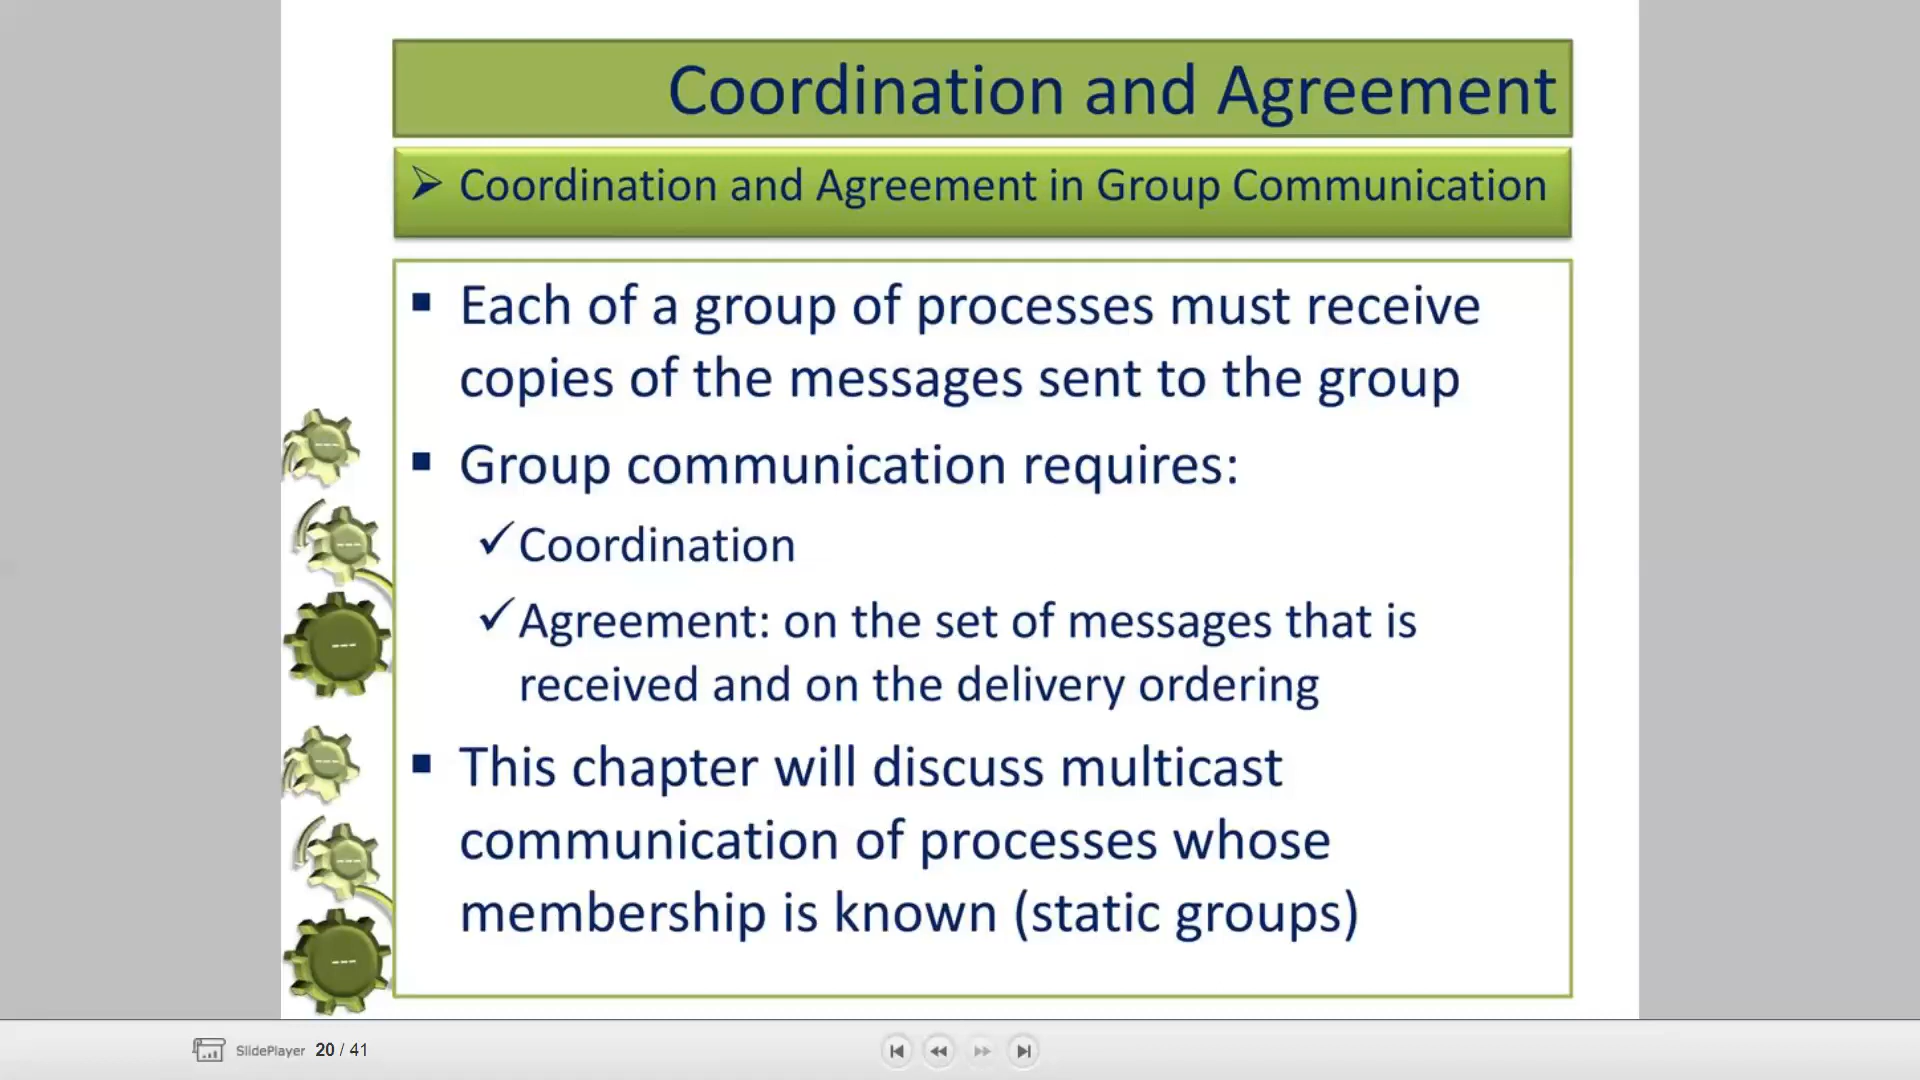 Coordination and Agreement
➢ Coordination and Agreement in Group Communication
▪ Each of a group of processes must receive
copies of the messages sent to the group
▪ Group communication requires:
✓Coordination
✓Agreement: on the set of messages that is
received and on the delivery ordering
▪ This chapter will discuss multicast
communication of processes whose
membership is known (static groups)
---
---
---
---
---
---
SlidePlayer 20 / 41